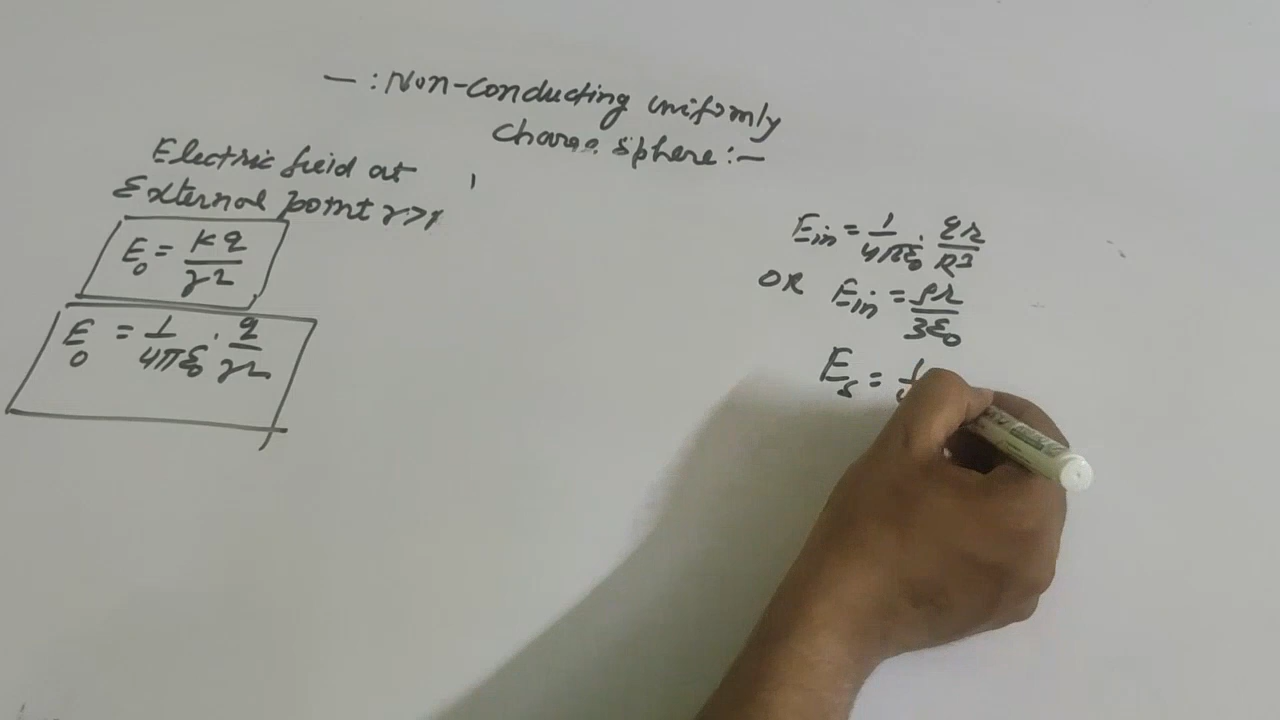 — : Non-conducting uniformly
charge sphere : —
Electric field at
External point r>r
E₀ = Kq/r²
E₀ = 1/4πε₀ · q/r²
Ein = 1/4πε₀ · qr/R³
OR Ein = ρr/3ε₀
Es = 1